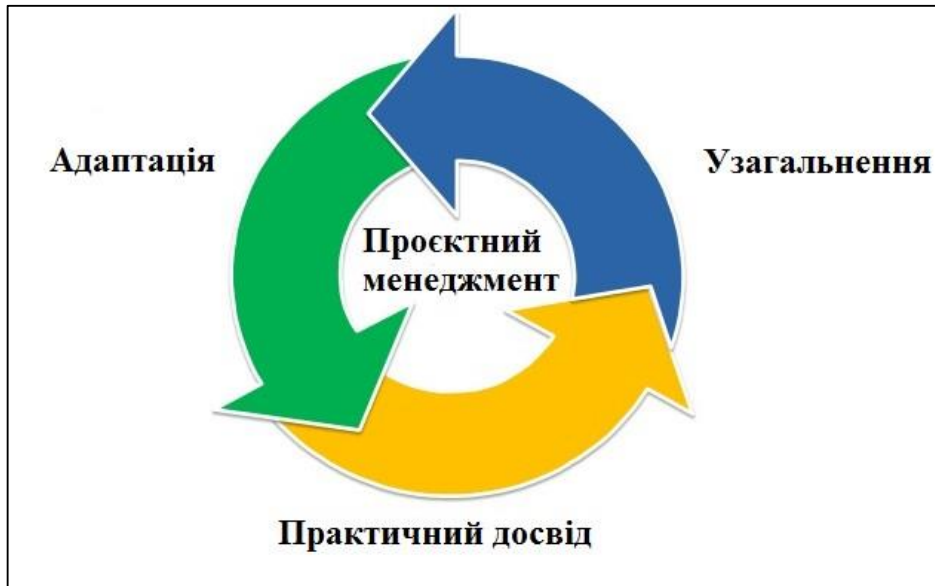 Адаптація
Узагальнення
Проєктний
менеджмент
Практичний досвід